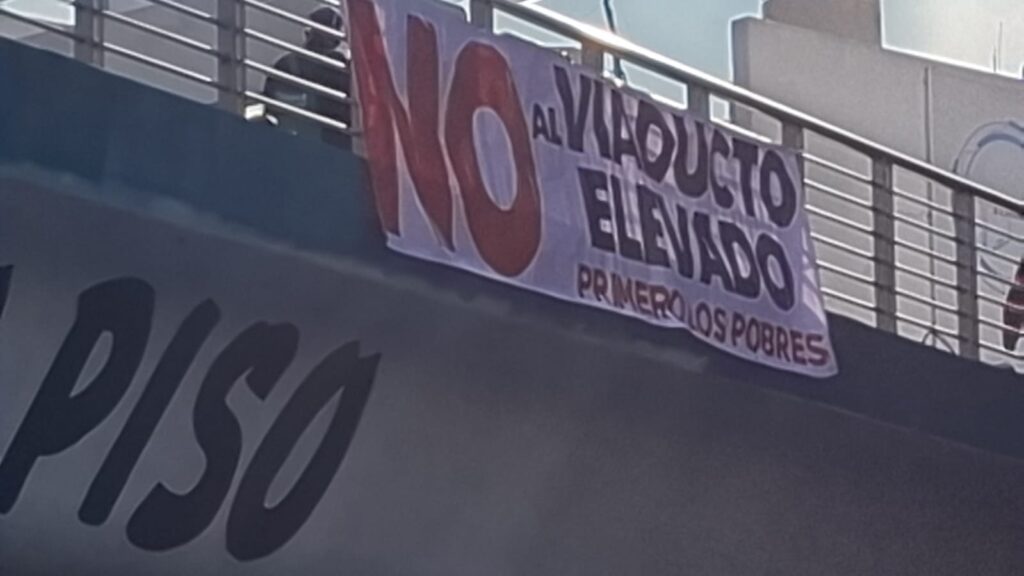 NO AL VIADUCTO
ELEVADO
PRIMERO LOS POBRES
PISO